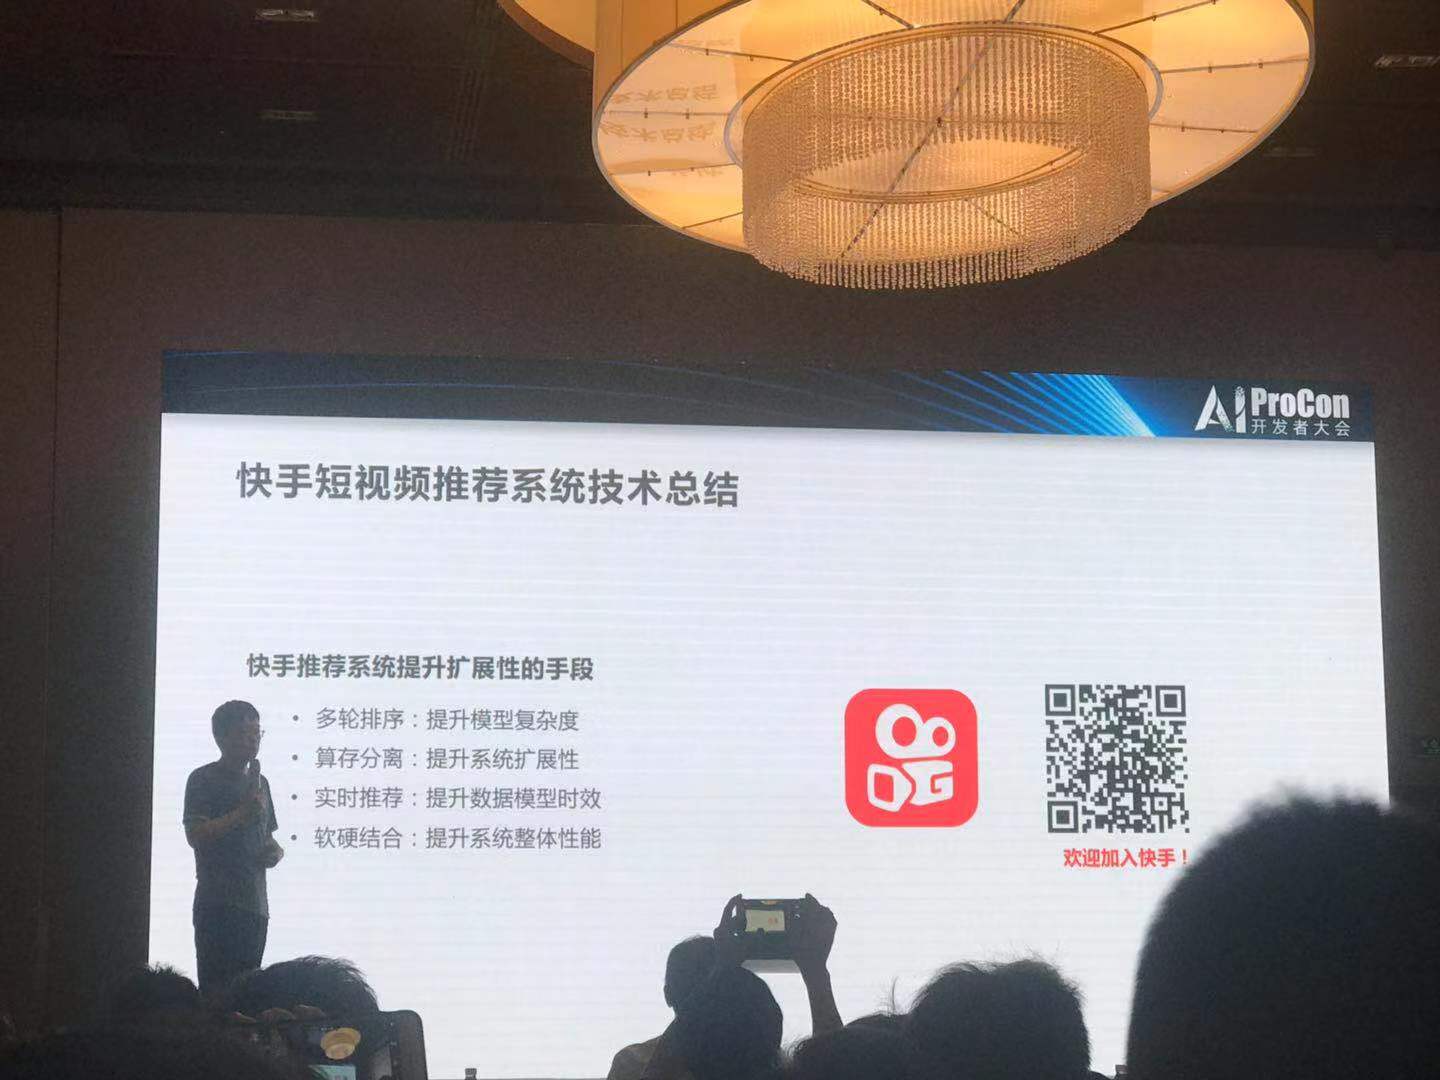 AI ProCon
开发者大会
快手短视频推荐系统技术总结
快手推荐系统提升扩展性的手段
• 多轮排序：提升模型复杂度
• 算存分离：提升系统扩展性
• 实时推荐：提升数据模型时效
• 软硬结合：提升系统整体性能
欢迎加入快手！